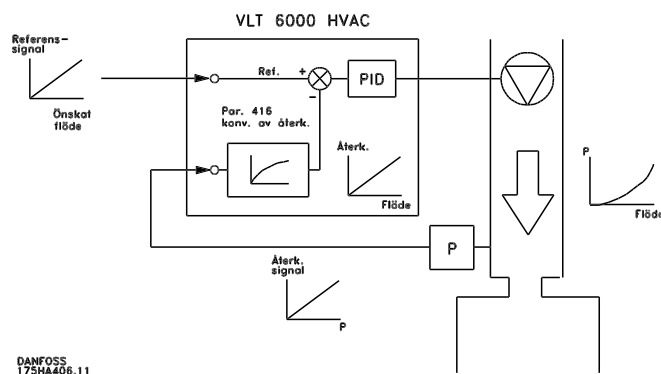 VLT 6000 HVAC
Referens-
signal
Önskat
flöde
Ref.
+
-
PID
Par. 416
konv. av återk.
Återk.
Flöde
P
Flöde
P
Återk.
signal
P
DANFOSS
175HA406.11